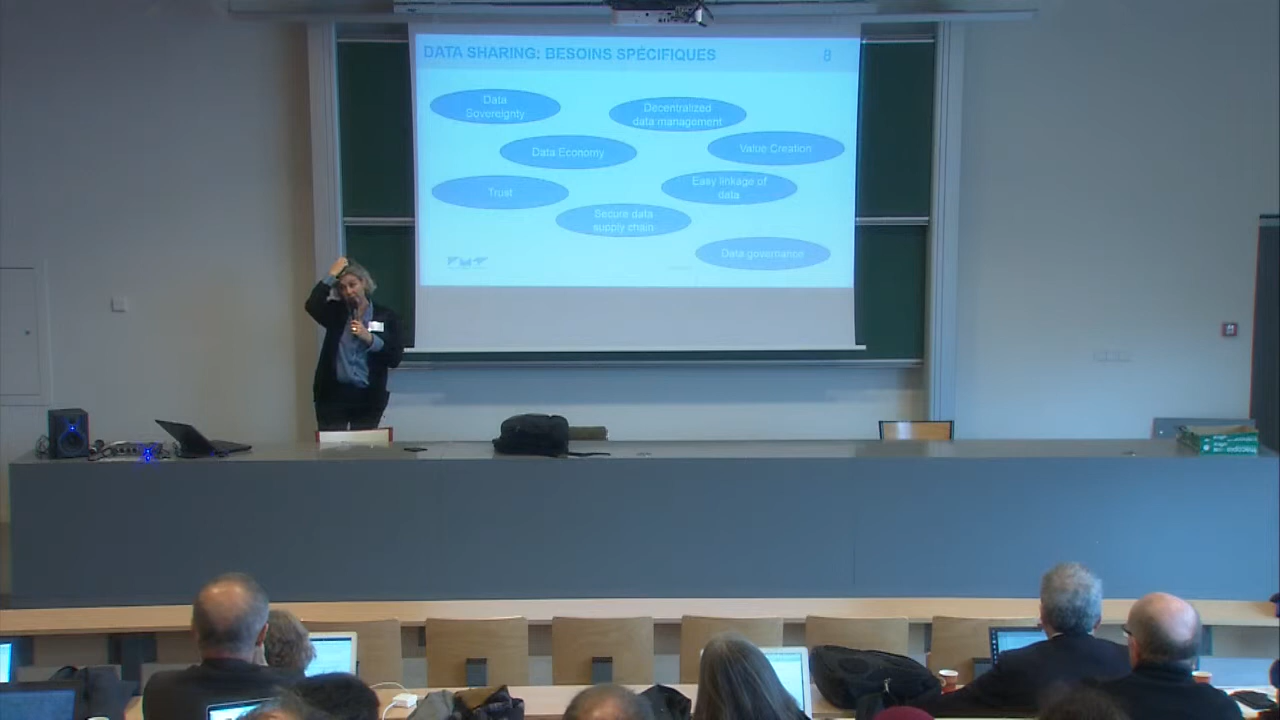 DATA SHARING: BESOINS SPÉCIFIQUES
8
Data
Sovereignty
Decentralized
data management
Data Economy
Value Creation
Trust
Easy linkage of
data
Secure data
supply chain
Data governance